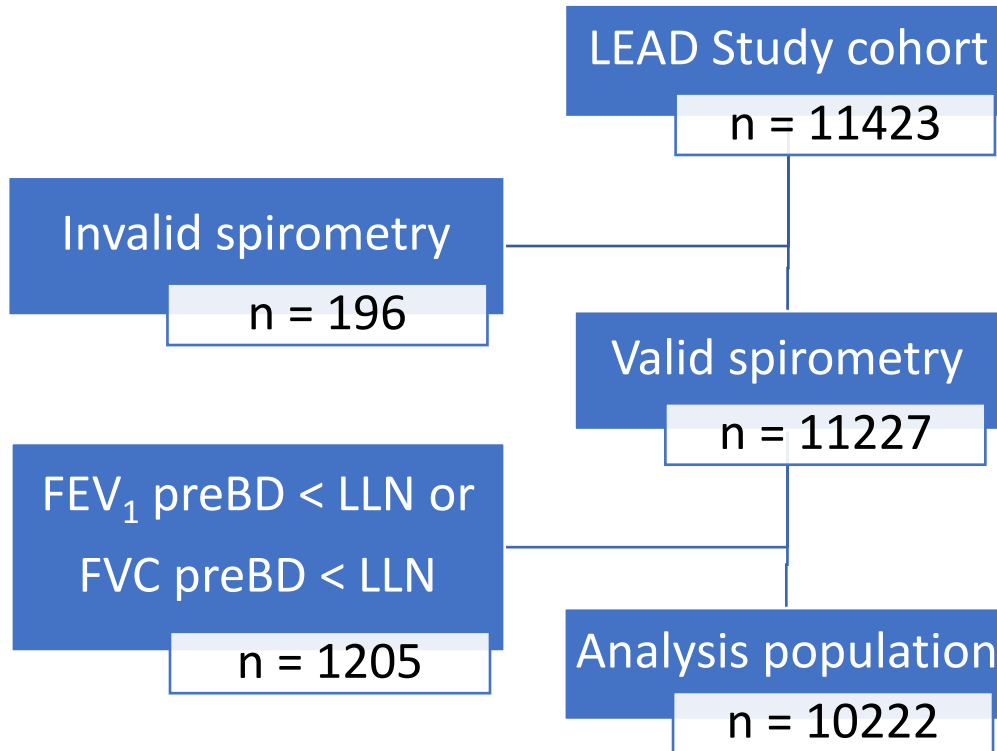 LEAD Study cohort
n = 11423
Invalid spirometry
n = 196
Valid spirometry
n = 11227
FEV₁ preBD < LLN or
FVC preBD < LLN
n = 1205
Analysis population
n = 10222